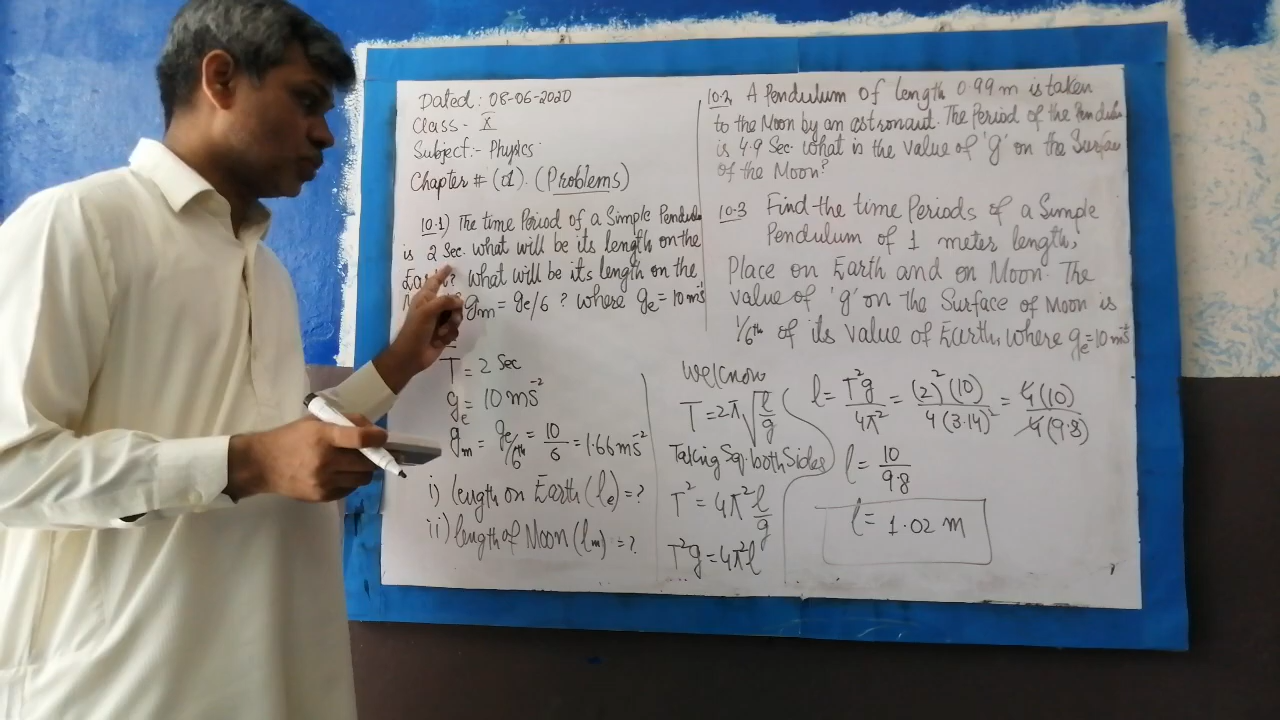 Dated: 08-06-2020
Class - X
Subject:- Physics
Chapter # (01). (Problems)
10.1) The time Period of a Simple Pendulu
is 2 Sec. what will be its length on the
Earth? what will be its length on the
gm = ge/6 ? where ge = 10 ms⁻¹
T = 2 Sec
ge = 10 ms⁻²
gm = ge/6th = 10/6 = 1.66 ms⁻²
i) length on Earth (le) = ?
ii) length of Moon (lm) = ?
10.2 A Pendulum of length 0.99 m is taken
to the Moon by an astronaut. The Period of the Pendulu
is 4.9 Sec. what is the value of 'g' on the Surface
of the Moon?
10.3 Find the time Periods of a Simple
Pendulum of 1 meter length,
Place on Earth and on Moon. The
value of 'g' on the Surface of Moon is
1/6th of its value of Earth, where ge = 10 ms⁻²
We know
T = 2π √l/g
Taking Sq. both Sides
T² = 4π² l/g
T²g = 4π²l
l = T²g/4π² = (2)²(10)/4(3.14)² = 4(10)/4(9.8)
l = 10/9.8
l = 1.02 m